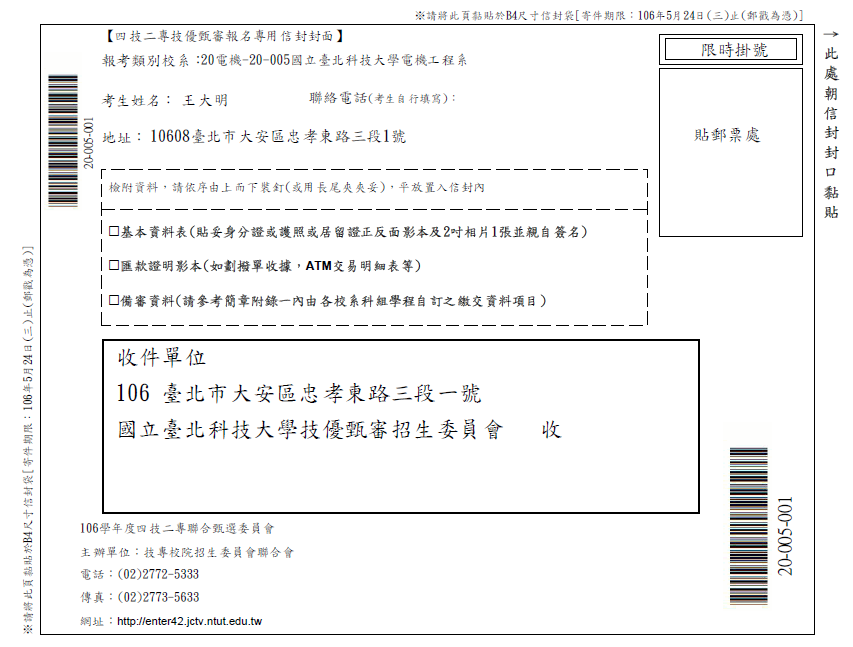 ※請將此頁黏貼於B4尺寸信封袋[寄件期限：106年5月24日(三)止(郵戳為憑)]
【四技二專技優甄審報名專用信封封面】
報考類別校系：20電機-20-005國立臺北科技大學電機工程系
限時掛號
→此處朝信封封口黏貼
考生姓名： 王大明 聯絡電話(考生自行填寫)：
20-005-001
地址： 10608臺北市大安區忠孝東路三段1號
貼郵票處
檢附資料，請依序由上而下裝釘(或用長尾夾夾妥)，平放置入信封內
□基本資料表(貼妥身分證或護照或居留證正反面影本及2吋相片1張並親自簽名)
□匯款證明影本(如劃撥單收據，ATM交易明細表等)
□備審資料(請參考簡章附錄一內由各校系科組學程自訂之繳交資料項目)
※請將此頁黏貼於B4尺寸信封袋[寄件期限：106年5月24日(三)止(郵戳為憑)]
收件單位
106 臺北市大安區忠孝東路三段一號
國立臺北科技大學技優甄審招生委員會 收
20-005-001
106學年度四技二專聯合甄選委員會
主辦單位：技專校院招生委員會聯合會
電話：(02)2772-5333
傳真：(02)2773-5633
網址：http://enter42.jctv.ntut.edu.tw